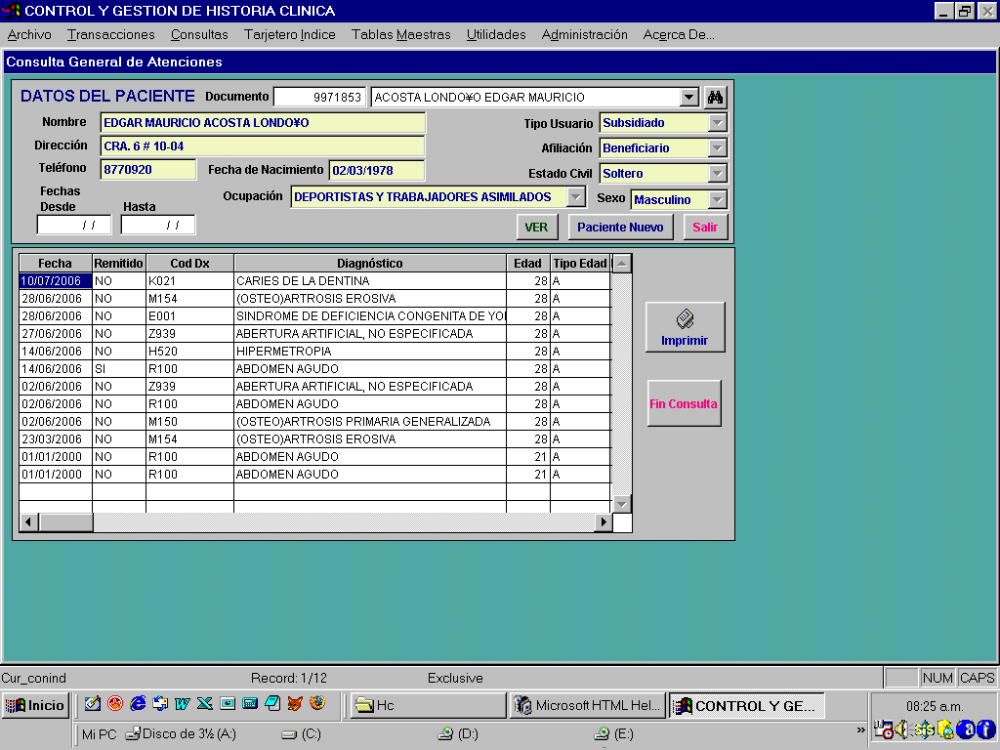 CONTROL Y GESTION DE HISTORIA CLINICA
Archivo Transacciones Consultas Tarjetero Indice Tablas Maestras Utilidades Administración Acerca De...
Consulta General de Atenciones
DATOS DEL PACIENTE Documento 9971853 ACOSTA LONDO¥O EDGAR MAURICIO
Nombre EDGAR MAURICIO ACOSTA LONDO¥O Tipo Usuario Subsidiado
Dirección CRA. 6 # 10-04 Afiliación Beneficiario
Teléfono 8770920 Fecha de Nacimiento 02/03/1978 Estado Civil Soltero
Fechas
Desde Hasta Ocupación DEPORTISTAS Y TRABAJADORES ASIMILADOS Sexo Masculino
/ / / / VER Paciente Nuevo Salir
Fecha Remitido Cod Dx Diagnóstico Edad Tipo Edad
10/07/2006 NO K021 CARIES DE LA DENTINA 28 A
28/06/2006 NO M154 (OSTEO)ARTROSIS EROSIVA 28 A
28/06/2006 NO E001 SINDROME DE DEFICIENCIA CONGENITA DE YO 28 A
27/06/2006 NO Z939 ABERTURA ARTIFICIAL, NO ESPECIFICADA 28 A
14/06/2006 NO H520 HIPERMETROPIA 28 A
14/06/2006 SI R100 ABDOMEN AGUDO 28 A
02/06/2006 NO Z939 ABERTURA ARTIFICIAL, NO ESPECIFICADA 28 A
02/06/2006 NO R100 ABDOMEN AGUDO 28 A
02/06/2006 NO M150 (OSTEO)ARTROSIS PRIMARIA GENERALIZADA 28 A
23/03/2006 NO M154 (OSTEO)ARTROSIS EROSIVA 28 A
01/01/2000 NO R100 ABDOMEN AGUDO 21 A
01/01/2000 NO R100 ABDOMEN AGUDO 21 A
Imprimir
Fin Consulta
Cur_conind Record: 1/12 Exclusive NUM CAPS
Inicio Hc Microsoft HTML Hel... CONTROL Y GE... 08:25 a.m.
Mi PC Disco de 3½ (A:) (C:) (D:) (E:) » sis